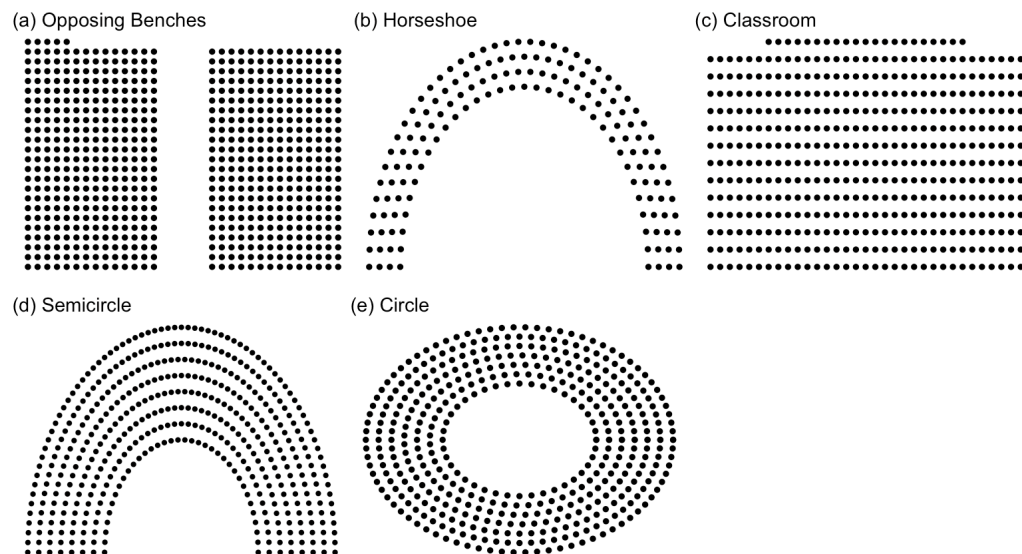 (a) Opposing Benches
(b) Horseshoe
(c) Classroom
(d) Semicircle
(e) Circle